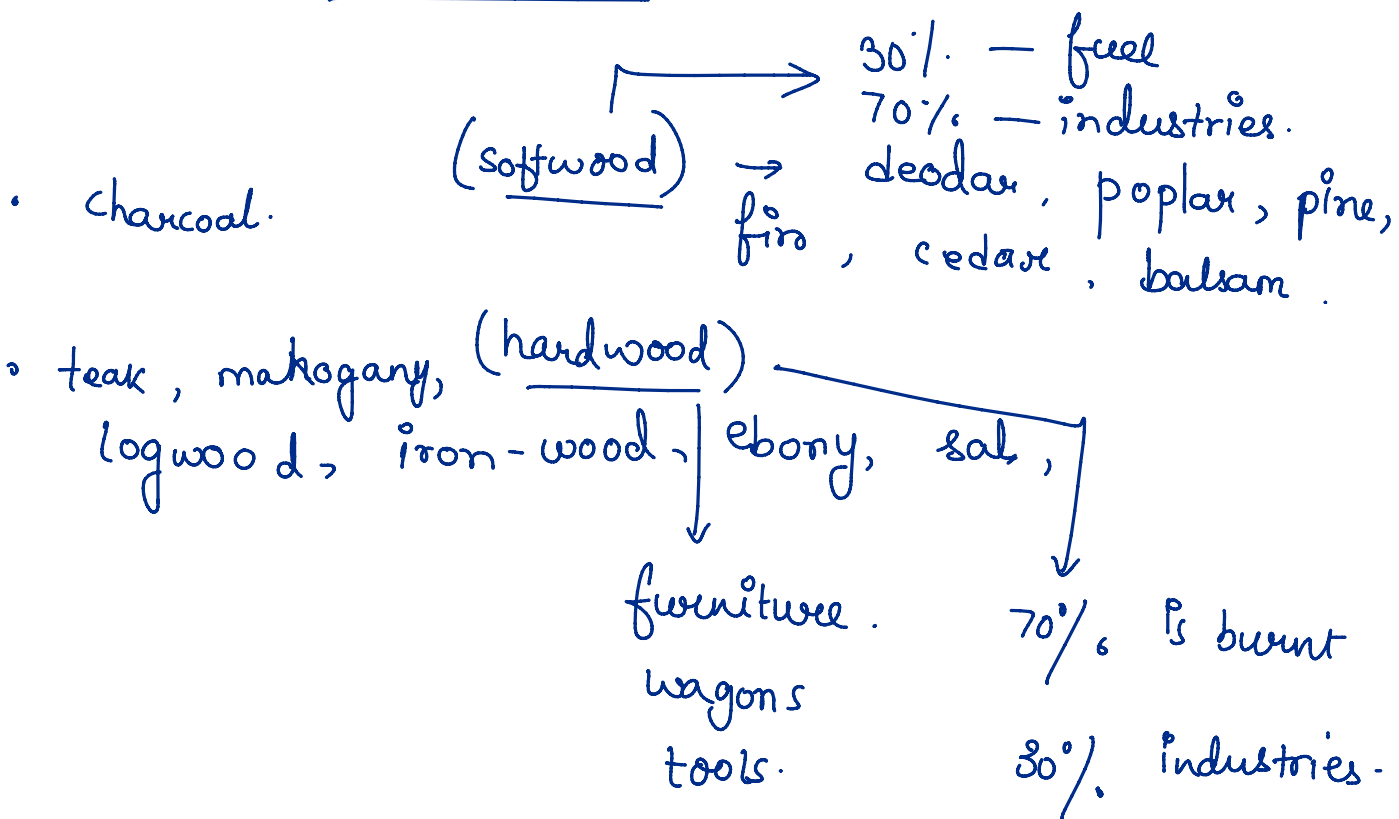 30% — fuel
70% — industries.
(softwood) → deodar, poplar, pine,
• charcoal.
fir, cedar, balsam.
• teak, mahogany, (hardwood)
logwood, iron-wood, ebony, sal,
furniture. 70% is burnt
wagons
tools. 30% industries.